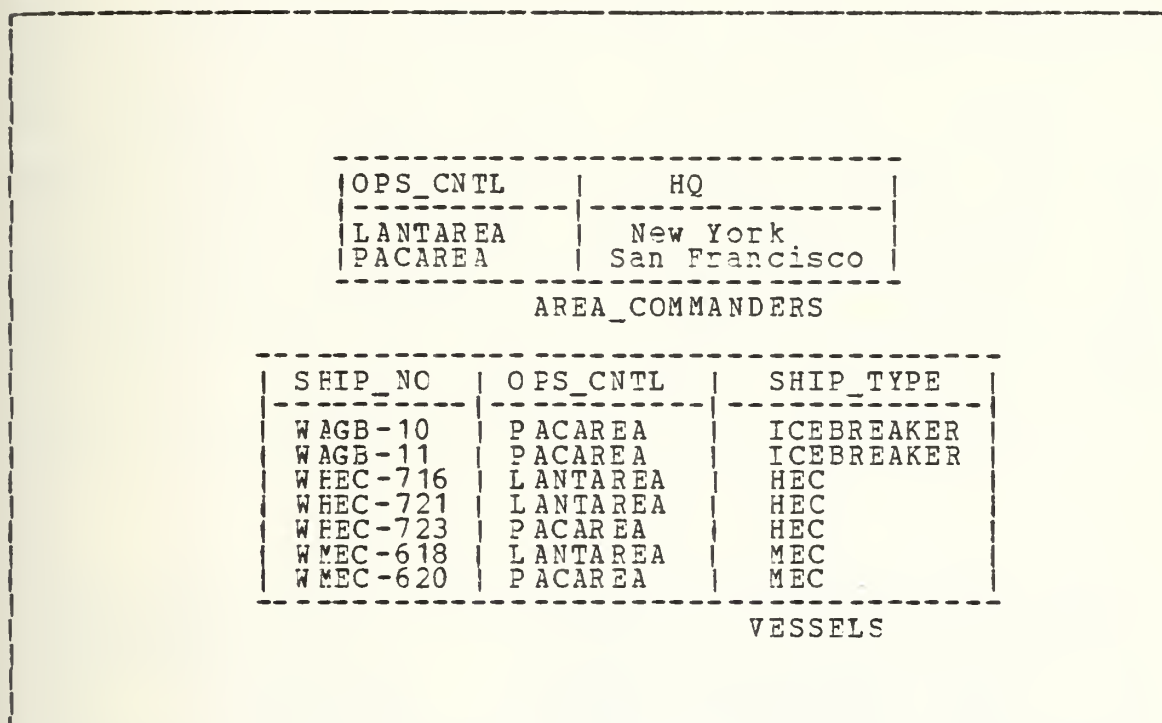 OPS_CNTL | HQ
LANTAREA | New York
PACAREA | San Francisco
AREA_COMMANDERS
SHIP_NO | OPS_CNTL | SHIP_TYPE
WAGB-10 | PACAREA | ICEBREAKER
WAGB-11 | PACAREA | ICEBREAKER
WHEC-716 | LANTAREA | HEC
WHEC-721 | LANTAREA | HEC
WHEC-723 | PACAREA | HEC
WMEC-618 | LANTAREA | MEC
WMEC-620 | PACAREA | MEC
VESSELS